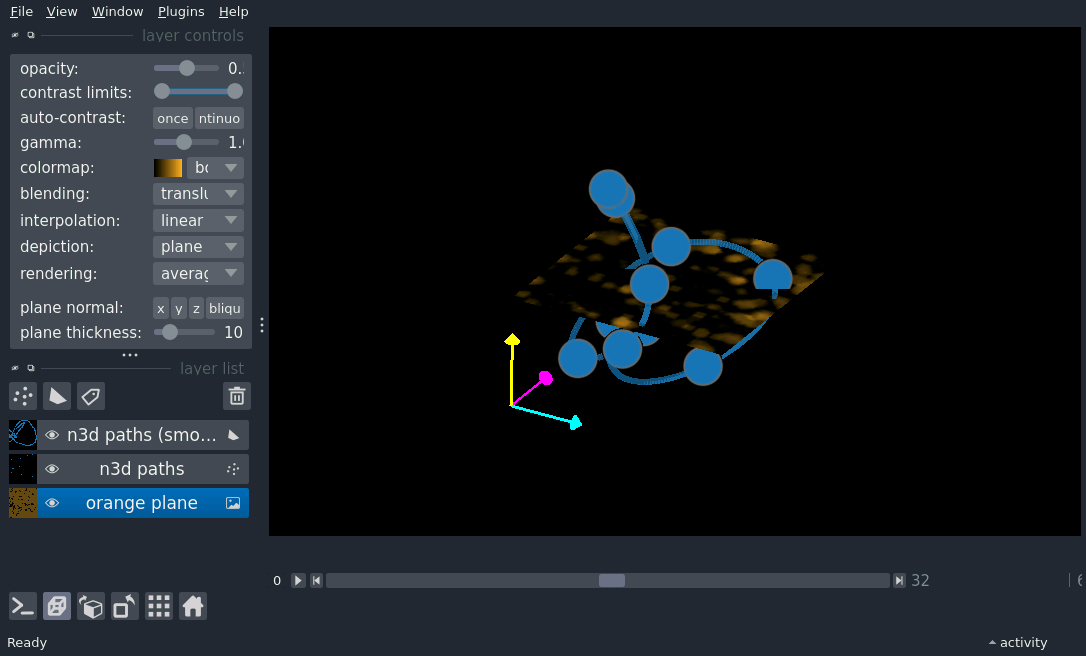 File View Window Plugins Help
layer controls
opacity: 0.
contrast limits:
auto-contrast: once ntinuo
gamma: 1.
colormap: bo
blending: translu
interpolation: linear
depiction: plane
rendering: averag
plane normal: x y z bliqu
plane thickness: 10
layer list
n3d paths (smo...
n3d paths
orange plane
0 32
Ready activity